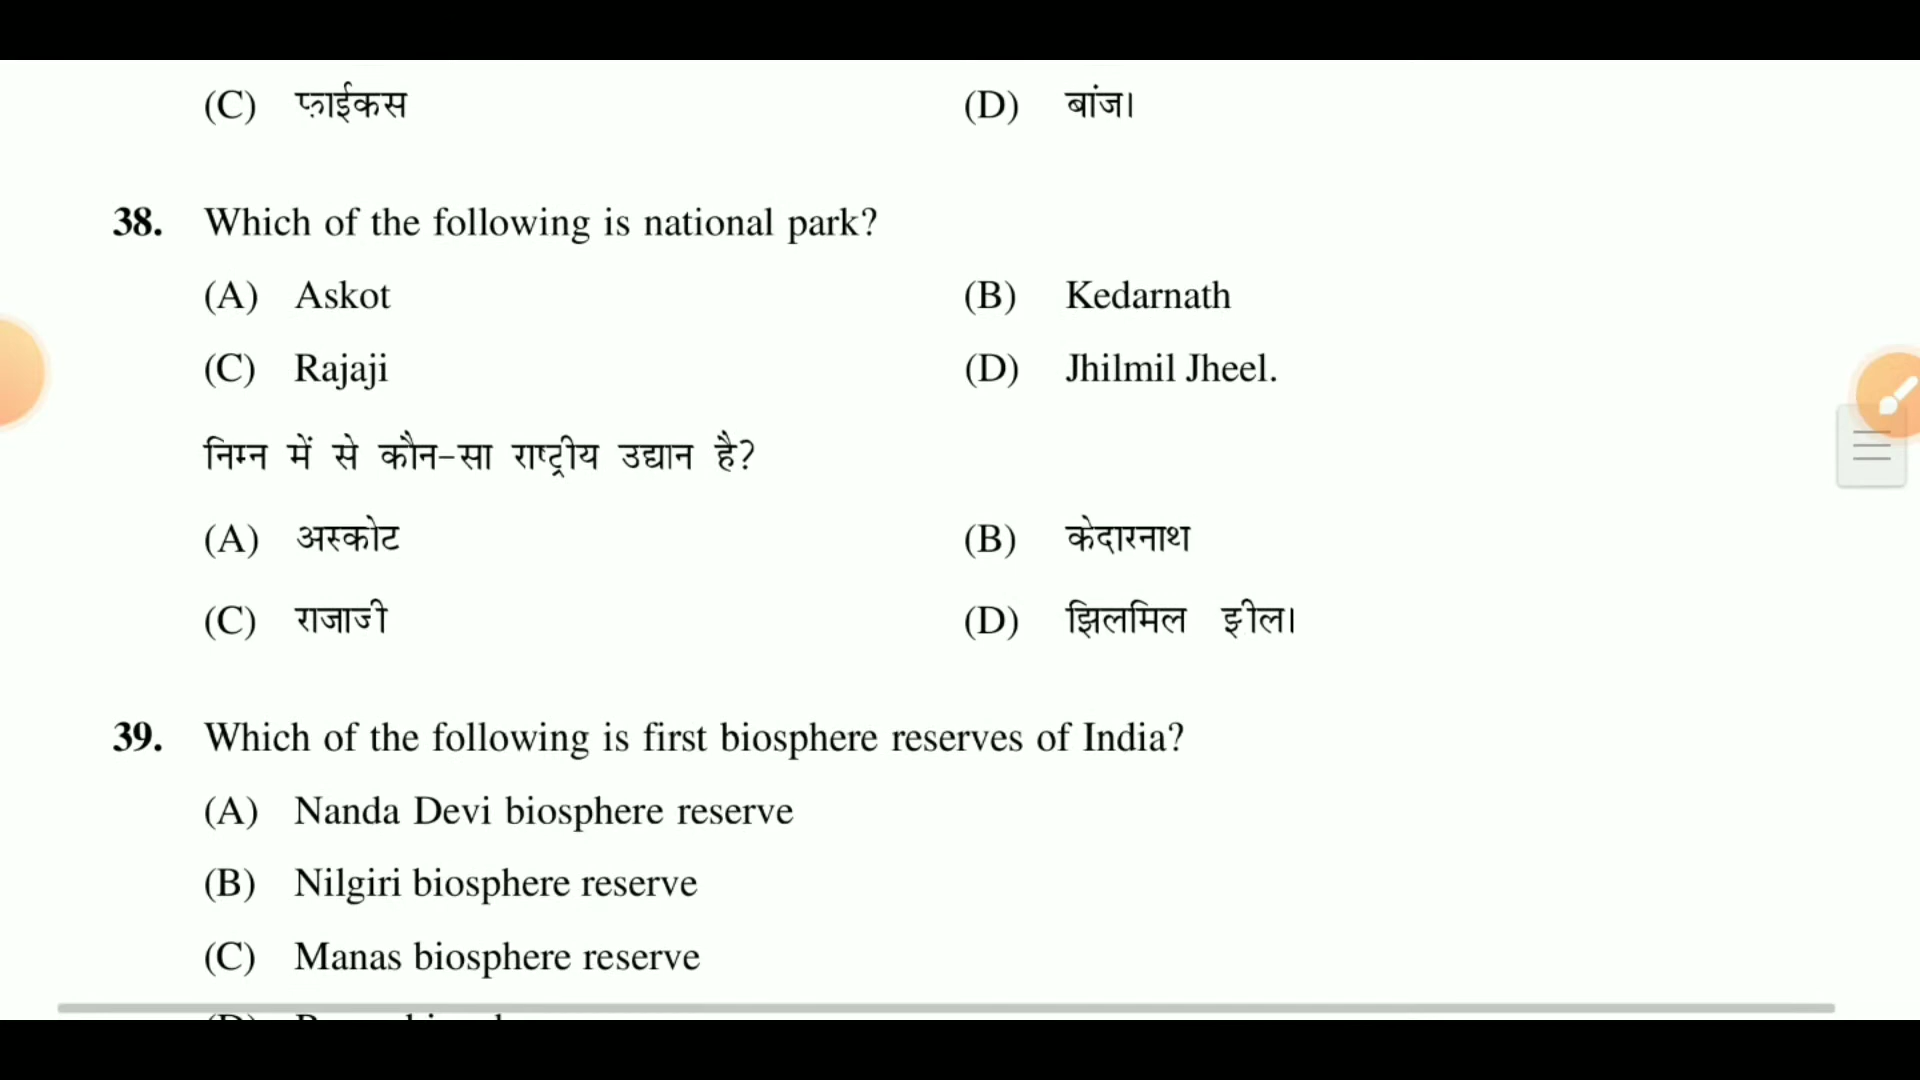 (C) फ़ाईकस (D) बांज।
38. Which of the following is national park?
(A) Askot (B) Kedarnath
(C) Rajaji (D) Jhilmil Jheel.
निम्न में से कौन-सा राष्ट्रीय उद्यान है?
(A) अस्कोट (B) केदारनाथ
(C) राजाजी (D) झिलमिल झील।
39. Which of the following is first biosphere reserves of India?
(A) Nanda Devi biosphere reserve
(B) Nilgiri biosphere reserve
(C) Manas biosphere reserve